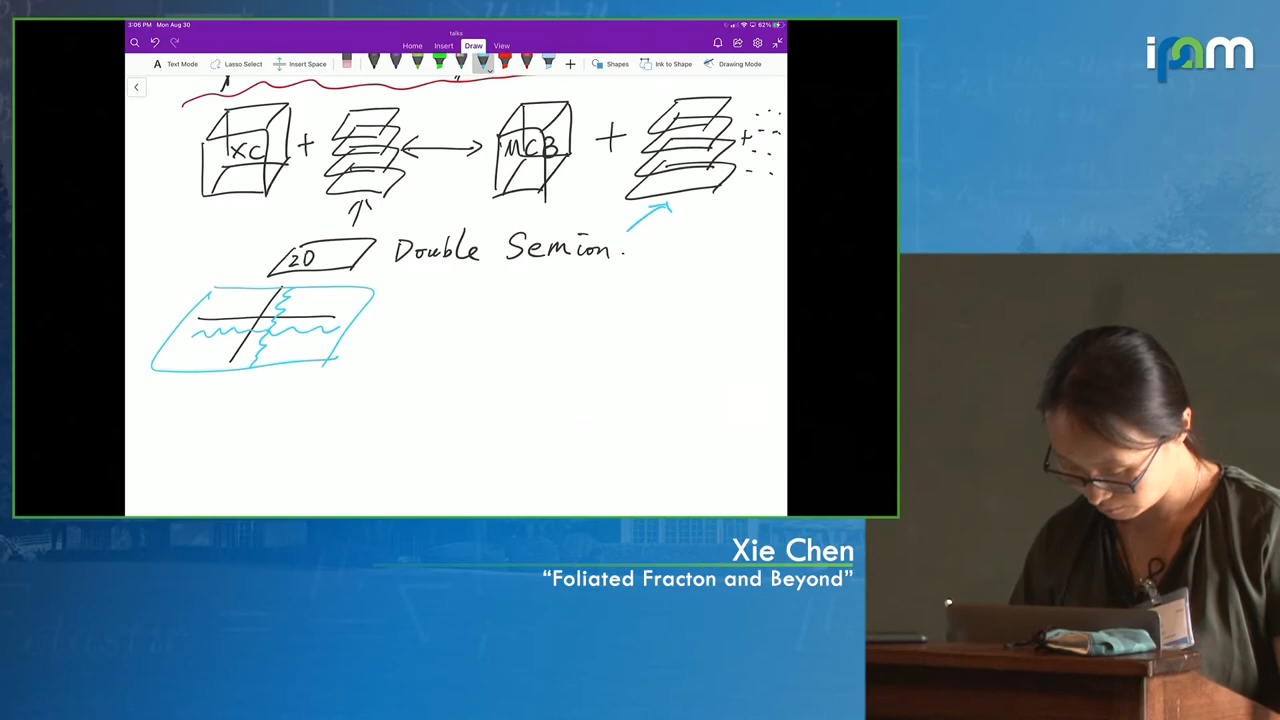 3:06 PM Mon Aug 30
62%
talks
Home Insert Draw View
Text Mode Lasso Select Insert Space Shapes Ink to Shape Drawing Mode
XC + MCB + +
2D Double Semion.
ipam
Xie Chen
“Foliated Fracton and Beyond”